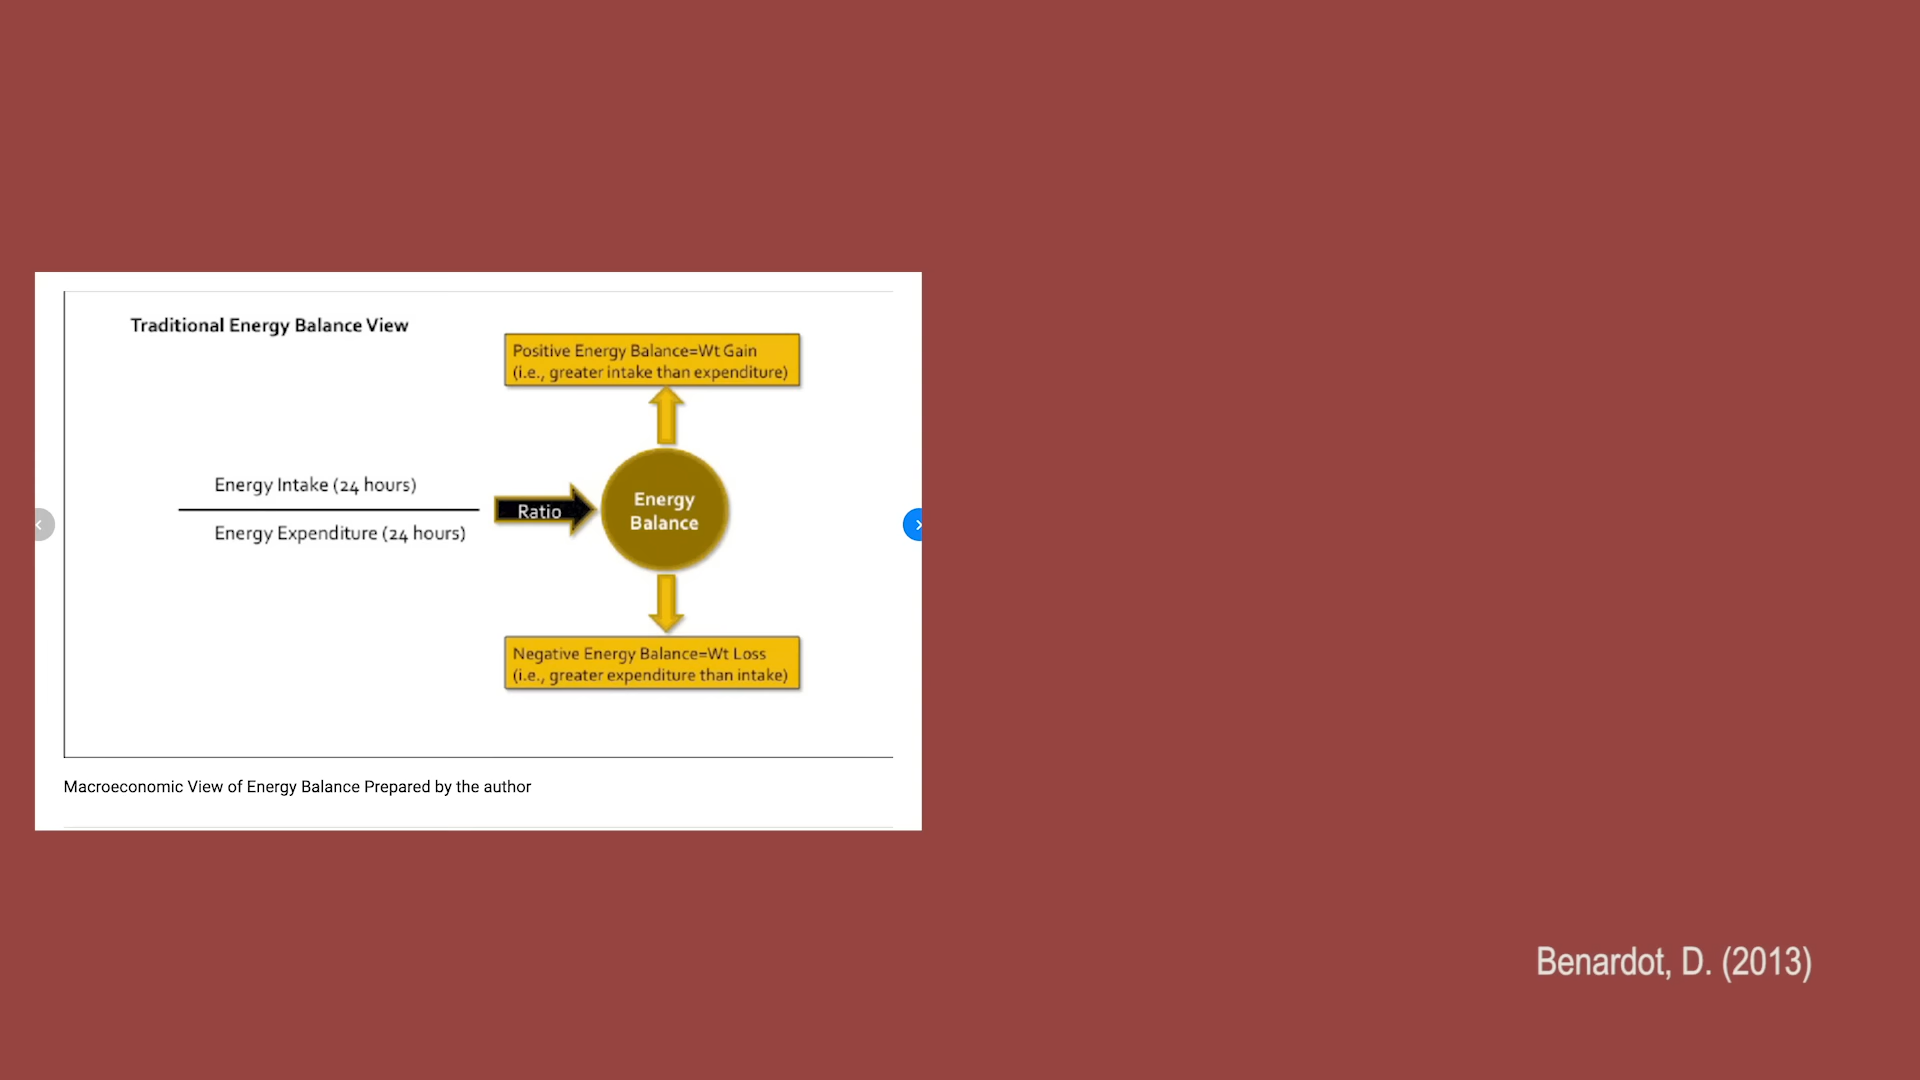 Traditional Energy Balance View
Positive Energy Balance=Wt Gain
(i.e., greater intake than expenditure)
Energy Intake (24 hours)
Energy Expenditure (24 hours)
Ratio
Energy
Balance
Negative Energy Balance=Wt Loss
(i.e., greater expenditure than intake)
Macroeconomic View of Energy Balance Prepared by the author
Benardot, D. (2013)